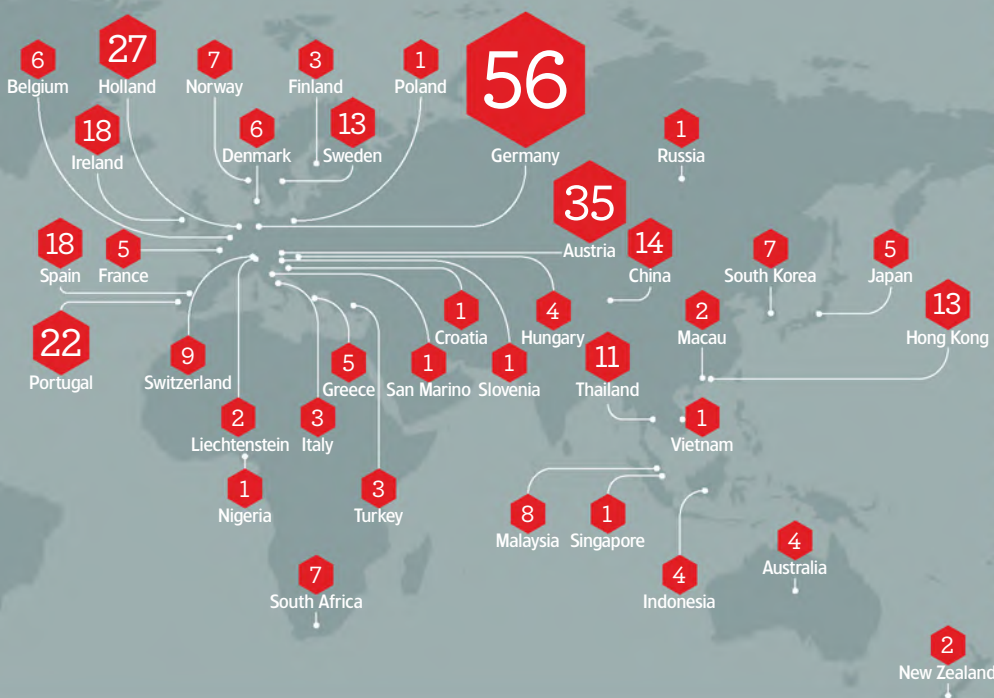 6
Belgium
27
Holland
7
Norway
3
Finland
1
Poland
56
Germany
18
Ireland
6
Denmark
13
Sweden
1
Russia
35
Austria
18
Spain
5
France
14
China
7
South Korea
5
Japan
22
Portugal
9
Switzerland
5
Greece
1
Croatia
1
San Marino
4
Hungary
1
Slovenia
11
Thailand
2
Macau
13
Hong Kong
2
Liechtenstein
3
Italy
1
Vietnam
1
Nigeria
3
Turkey
8
Malaysia
1
Singapore
7
South Africa
4
Indonesia
4
Australia
2
New Zealand